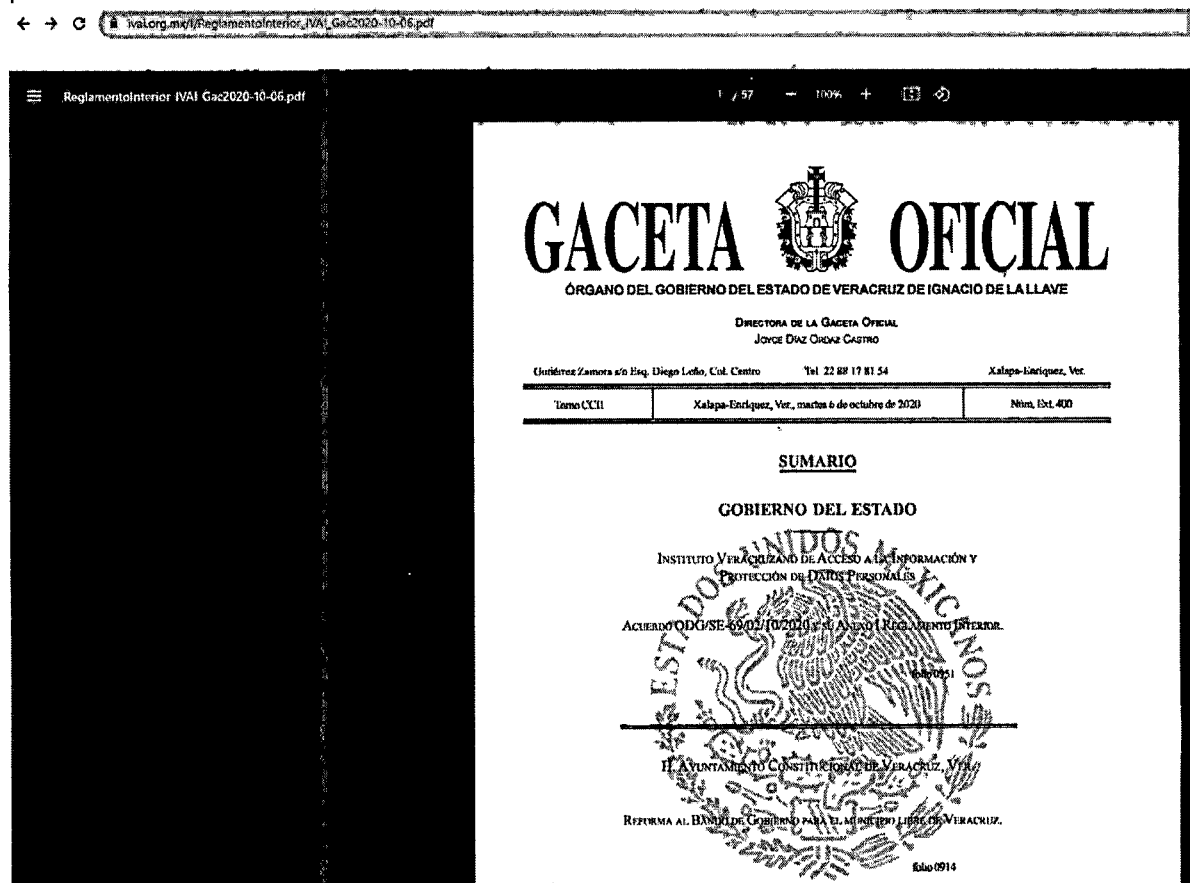 ivai.org.mx/i/ReglamentoInterior_IVAI_Gac2020-10-06.pdf
ReglamentoInterior IVAI Gac2020-10-06.pdf
1 / 57 — 100% +
GACETA OFICIAL
ÓRGANO DEL GOBIERNO DEL ESTADO DE VERACRUZ DE IGNACIO DE LA LLAVE
DIRECTORA DE LA GACETA OFICIAL
JOYCE DÍAZ ORDAZ CASTRO
Gutiérrez Zamora s/n Esq. Diego Leño, Col. Centro Tel. 22 88 17 81 54 Xalapa-Enríquez, Ver.
Tomo CCII Xalapa-Enríquez, Ver., martes 6 de octubre de 2020 Núm. Ext. 400
SUMARIO
GOBIERNO DEL ESTADO
INSTITUTO VERACRUZANO DE ACCESO A LA INFORMACIÓN Y
PROTECCIÓN DE DATOS PERSONALES
ACUERDO ODG/SE-69/02/10/2020 Y SU ANEXO I REGLAMENTO INTERIOR.
folio 0951
ESTADOS UNIDOS MEXICANOS
H. AYUNTAMIENTO CONSTITUCIONAL DE VERACRUZ, VER.
REFORMA AL BANDO DE GOBIERNO PARA EL MUNICIPIO LIBRE DE VERACRUZ.
folio 0914